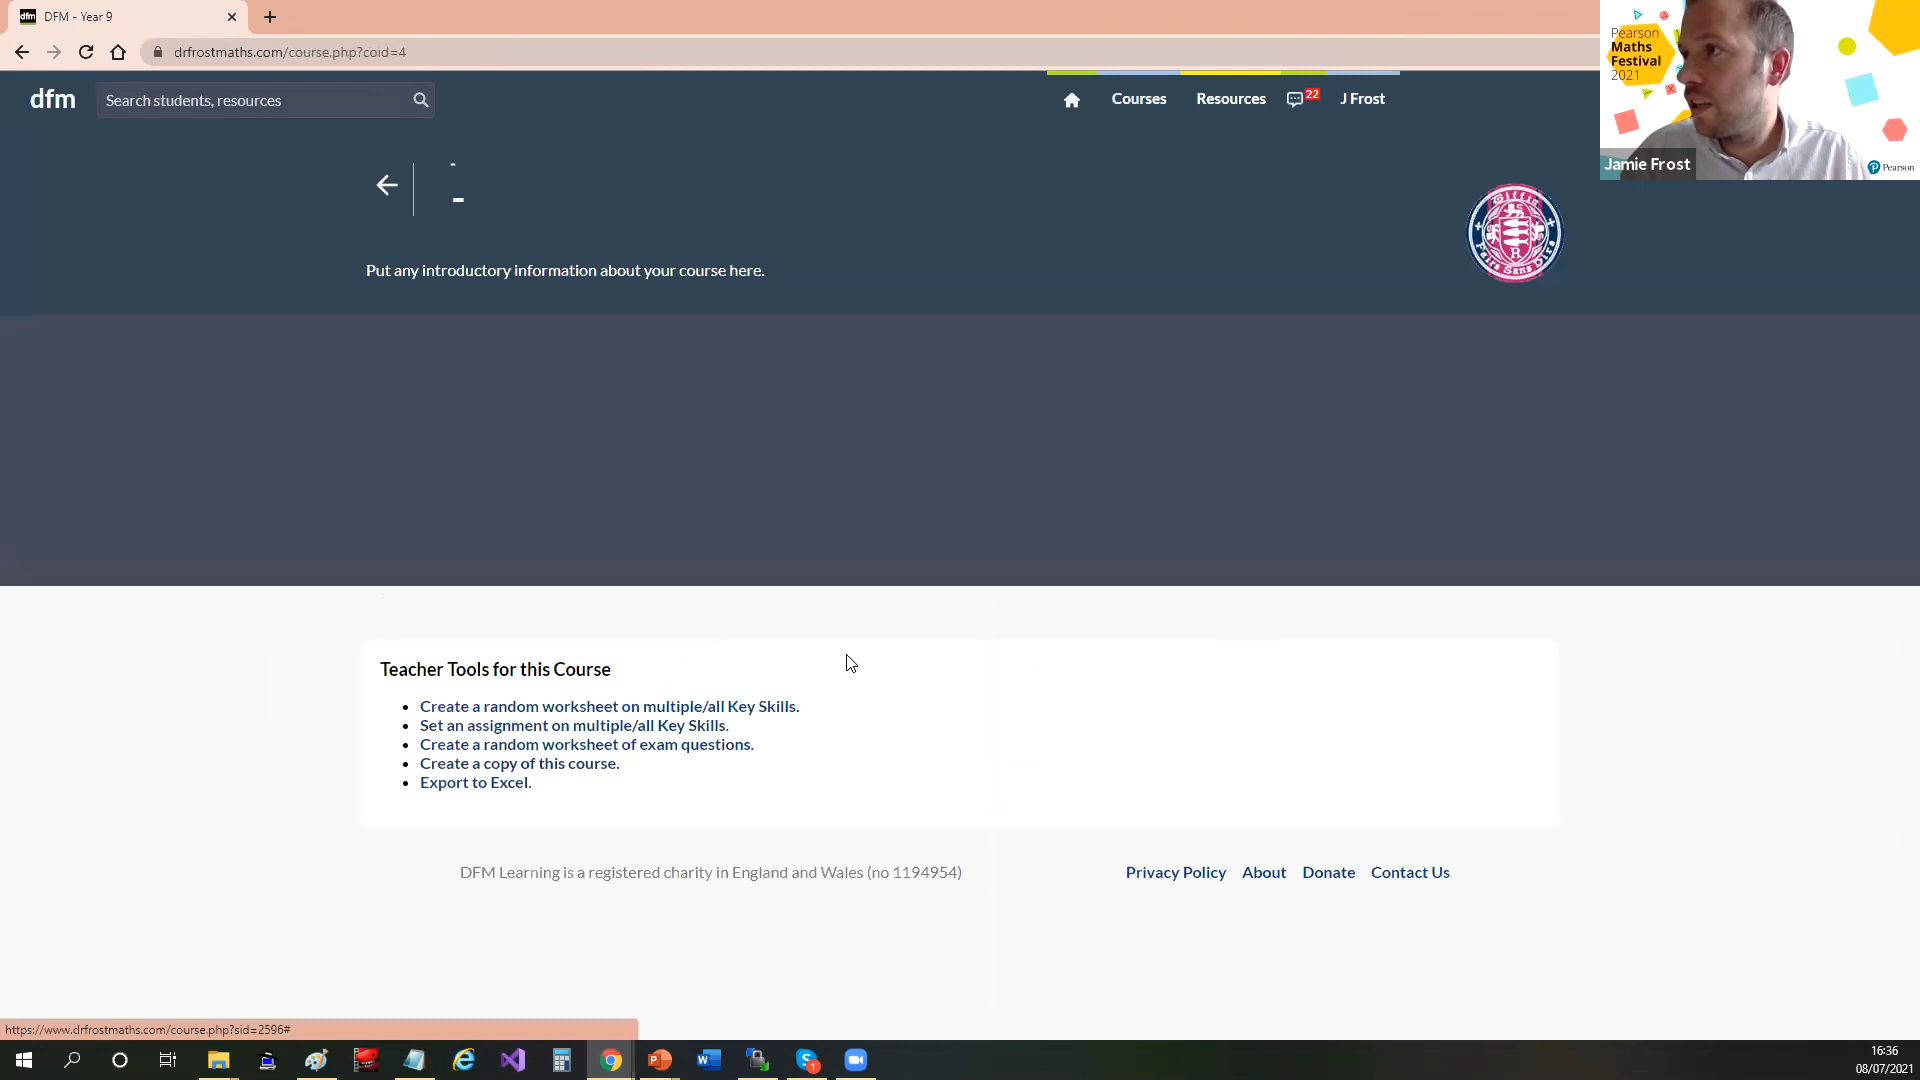 DFM - Year 9
drfrostmaths.com/course.php?coid=4
dfm
Search students, resources
Courses
Resources
22
J Frost
Put any introductory information about your course here.
Pearson
Maths
Festival
2021
Jamie Frost
Pearson
Teacher Tools for this Course
Create a random worksheet on multiple/all Key Skills.
Set an assignment on multiple/all Key Skills.
Create a random worksheet of exam questions.
Create a copy of this course.
Export to Excel.
DFM Learning is a registered charity in England and Wales (no 1194954)
Privacy Policy
About
Donate
Contact Us
https://www.drfrostmaths.com/course.php?sid=2596#
16:36
08/07/2021